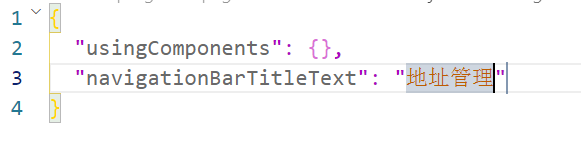 1 {
2 "usingComponents": {},
3 "navigationBarTitleText": "地址管理"
4 }